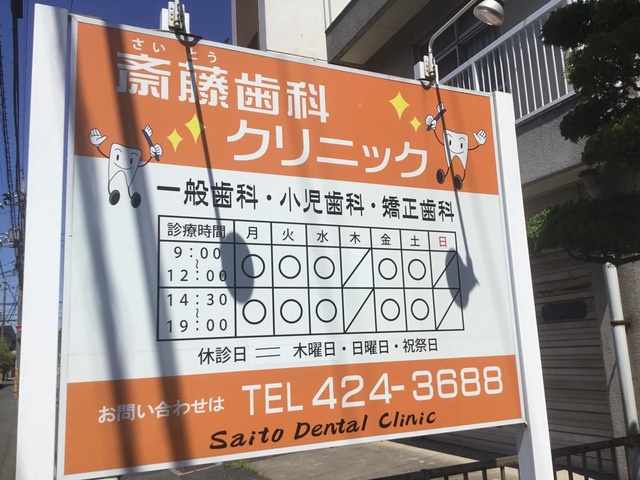 さいとう
斎藤歯科
クリニック
一般歯科・小児歯科・矯正歯科
診療時間 月 火 水 木 金 土 日
9:00～12:00 ○ ○ ○ ／ ○ ○ ／
14:30～19:00 ○ ○ ○ ／ ○ ○ ／
休診日＝木曜日・日曜日・祝祭日
お問い合わせは TEL 424-3688
Saito Dental Clinic